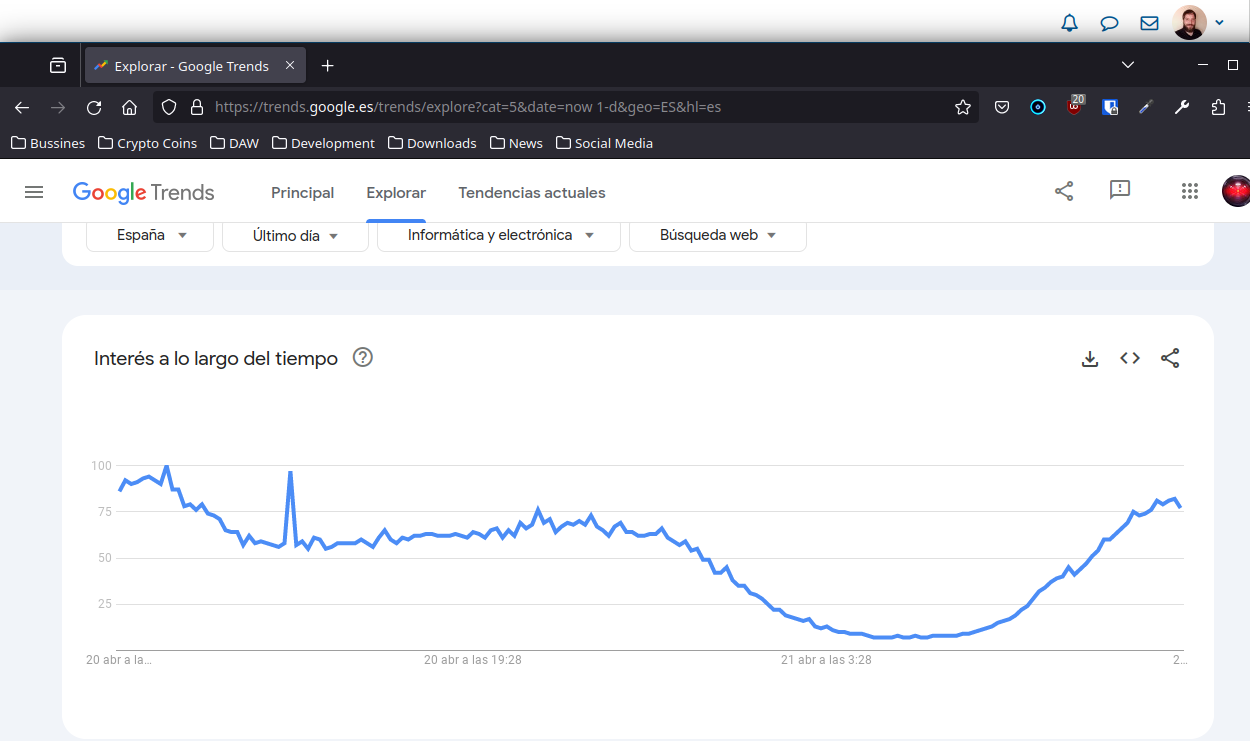 Explorar - Google Trends
https://trends.google.es/trends/explore?cat=5&date=now 1-d&geo=ES&hl=es
20
Bussines Crypto Coins DAW Development Downloads News Social Media
Google Trends Principal Explorar Tendencias actuales
España Último día Informática y electrónica Búsqueda web
Interés a lo largo del tiempo
100
75
50
25
20 abr a la... 20 abr a las 19:28 21 abr a las 3:28 2...